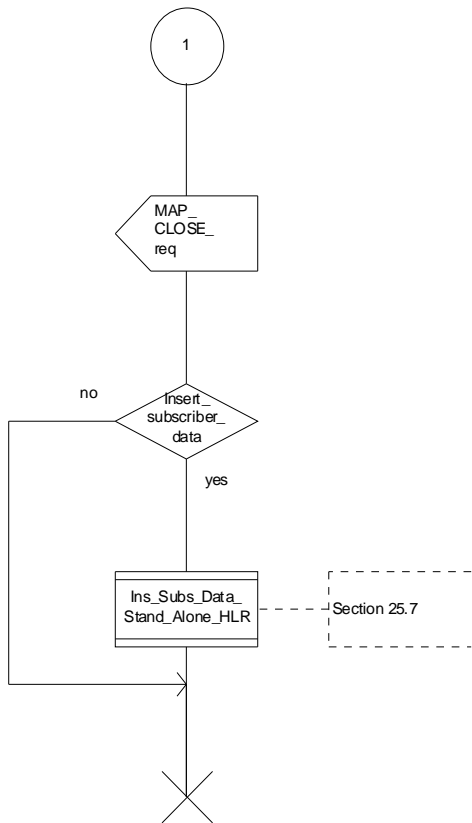 1
MAP_
CLOSE_
req
no
Insert_
subscriber_
data
yes
Ins_Subs_Data_
Stand_Alone_HLR
Section 25.7